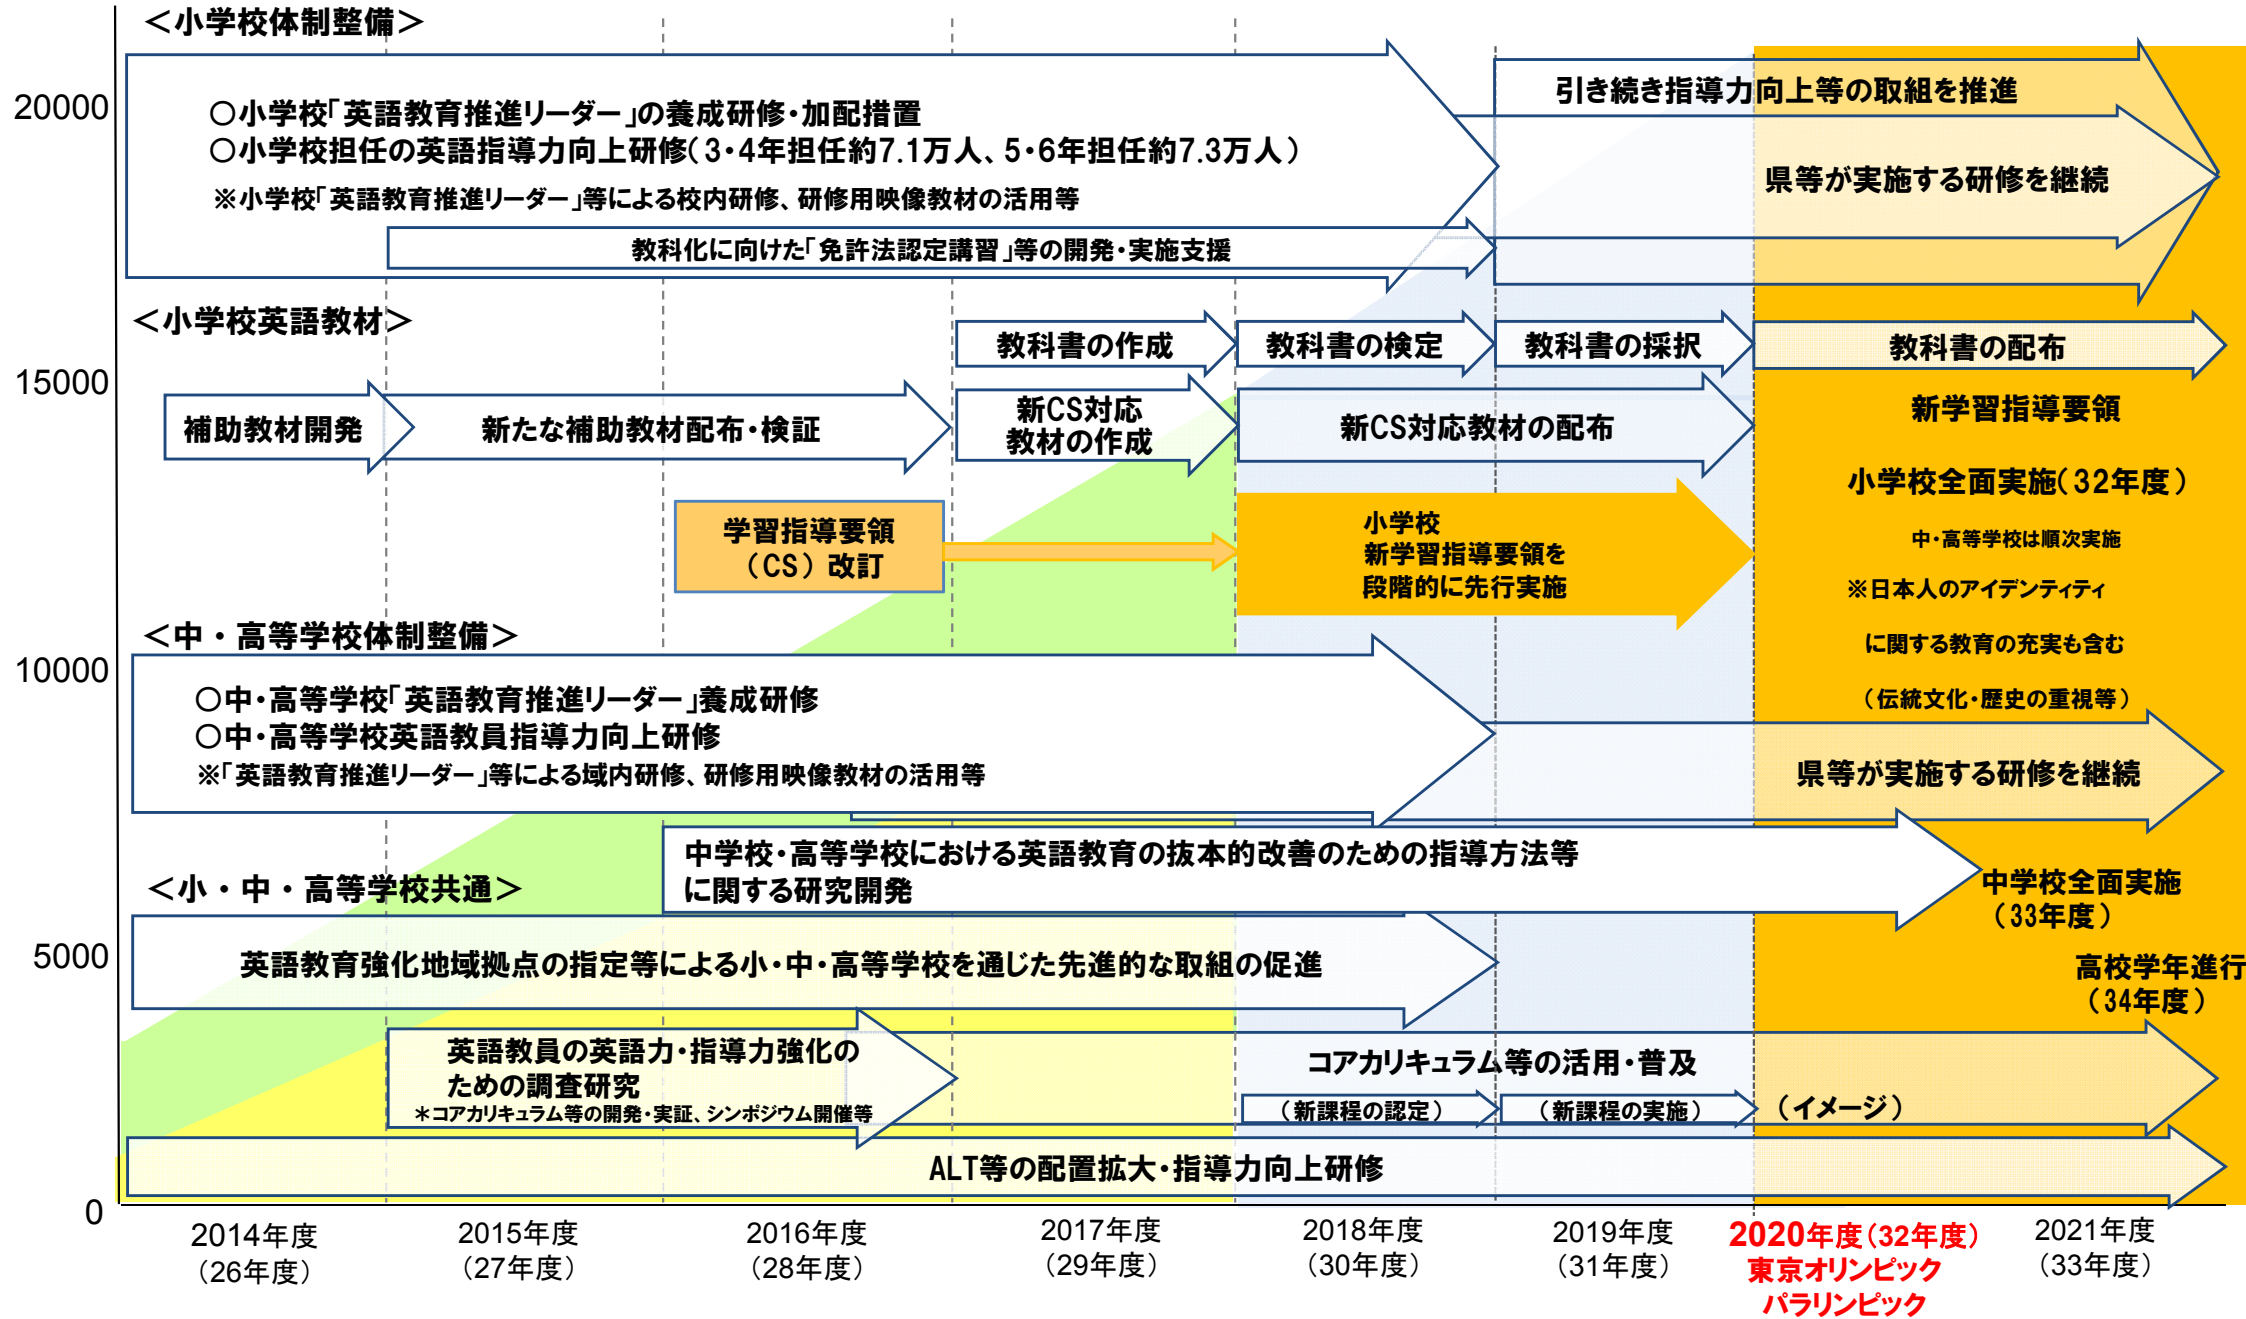 ＜小学校体制整備＞
20000
○小学校「英語教育推進リーダー」の養成研修・加配措置
○小学校担任の英語指導力向上研修（3・4年担任約7.1万人、5・6年担任約7.3万人）
※小学校「英語教育推進リーダー」等による校内研修、研修用映像教材の活用等
教科化に向けた「免許法認定講習」等の開発・実施支援
引き続き指導力向上等の取組を推進
県等が実施する研修を継続
＜小学校英語教材＞
15000
教科書の作成
教科書の検定
教科書の採択
教科書の配布
補助教材開発
新たな補助教材配布・検証
新CS対応
教材の作成
新CS対応教材の配布
新学習指導要領
小学校全面実施（32年度）
中・高等学校は順次実施
※日本人のアイデンティティ
に関する教育の充実も含む
（伝統文化・歴史の重視等）
学習指導要領
（CS）改訂
小学校
新学習指導要領を
段階的に先行実施
＜中・高等学校体制整備＞
10000
○中・高等学校「英語教育推進リーダー」養成研修
○中・高等学校英語教員指導力向上研修
※「英語教育推進リーダー」等による域内研修、研修用映像教材の活用等
県等が実施する研修を継続
中学校・高等学校における英語教育の抜本的改善のための指導方法等
に関する研究開発
中学校全面実施
（33年度）
＜小・中・高等学校共通＞
5000
英語教育強化地域拠点の指定等による小・中・高等学校を通じた先進的な取組の促進
高校学年進行
（34年度）
英語教員の英語力・指導力強化の
ための調査研究
＊コアカリキュラム等の開発・実証、シンポジウム開催等
コアカリキュラム等の活用・普及
（新課程の認定）
（新課程の実施）
（イメージ）
ALT等の配置拡大・指導力向上研修
0
2014年度
（26年度）
2015年度
（27年度）
2016年度
（28年度）
2017年度
（29年度）
2018年度
（30年度）
2019年度
（31年度）
2020年度（32年度）
東京オリンピック
パラリンピック
2021年度
（33年度）